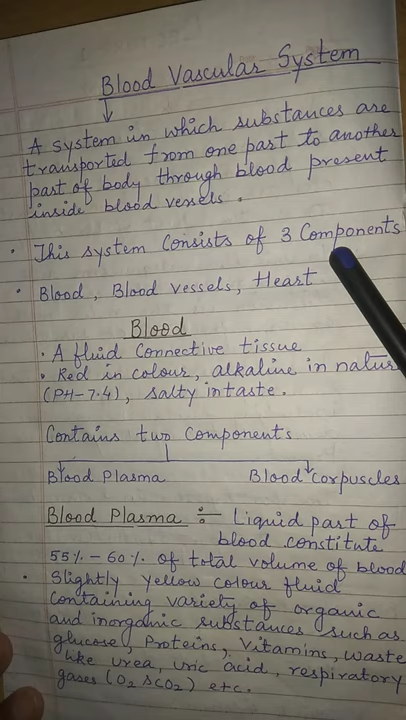 Blood Vascular System
A system in which substances are
transported from one part to another
part of body through blood present
inside blood vessels.
• This system Consists of 3 Components
• Blood, Blood vessels, Heart
Blood
• A fluid Connective tissue
• Red in colour, alkaline in natur
(PH-7.4), salty in taste.
Contains two Components
Blood Plasma Blood Corpuscles
Blood Plasma ÷ Liquid part of
blood constitute
55% - 60% of total volume of blood
• Slightly yellow colour fluid
containing variety of organic
and inorganic substances such as
glucose, Proteins, Vitamins, waste
like urea, uric acid, respiratory
gases (O2 & CO2) etc.